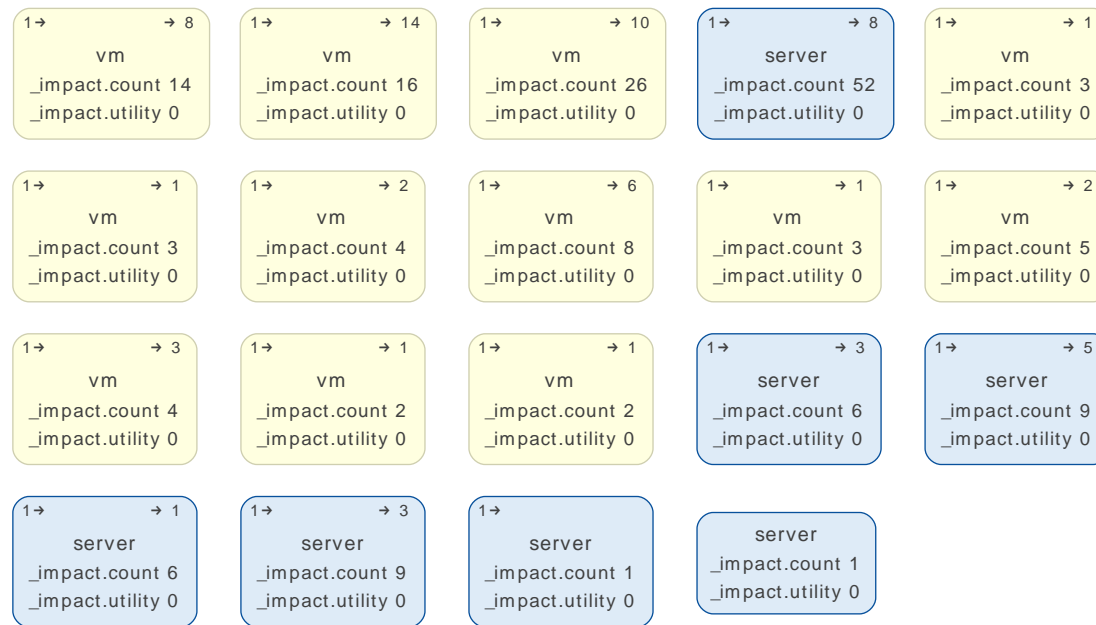 1→ → 8
vm
_impact.count 14
_impact.utility 0
1→ → 14
vm
_impact.count 16
_impact.utility 0
1→ → 10
vm
_impact.count 26
_impact.utility 0
1→ → 8
server
_impact.count 52
_impact.utility 0
1→ → 1
vm
_impact.count 3
_impact.utility 0
1→ → 1
vm
_impact.count 3
_impact.utility 0
1→ → 2
vm
_impact.count 4
_impact.utility 0
1→ → 6
vm
_impact.count 8
_impact.utility 0
1→ → 1
vm
_impact.count 3
_impact.utility 0
1→ → 2
vm
_impact.count 5
_impact.utility 0
1→ → 3
vm
_impact.count 4
_impact.utility 0
1→ → 1
vm
_impact.count 2
_impact.utility 0
1→ → 1
vm
_impact.count 2
_impact.utility 0
1→ → 3
server
_impact.count 6
_impact.utility 0
1→ → 5
server
_impact.count 9
_impact.utility 0
1→ → 1
server
_impact.count 6
_impact.utility 0
1→ → 3
server
_impact.count 9
_impact.utility 0
1→
server
_impact.count 1
_impact.utility 0
server
_impact.count 1
_impact.utility 0